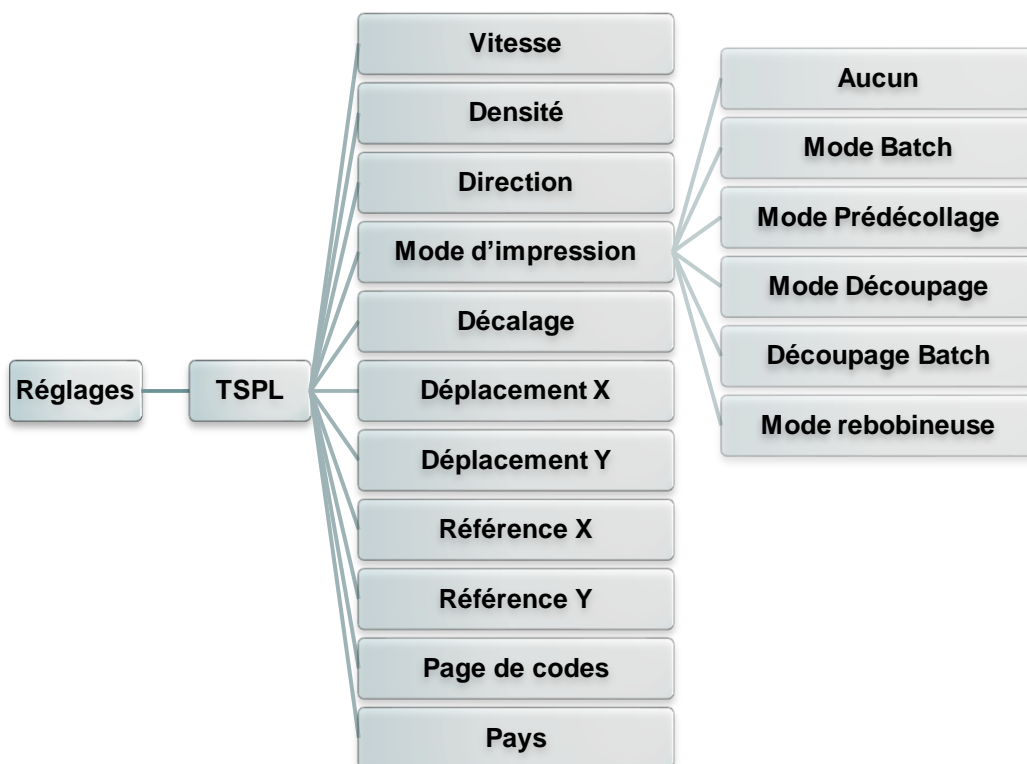 Réglages
TSPL
Vitesse
Densité
Direction
Mode d’impression
Décalage
Déplacement X
Déplacement Y
Référence X
Référence Y
Page de codes
Pays
Aucun
Mode Batch
Mode Prédécollage
Mode Découpage
Découpage Batch
Mode rebobineuse